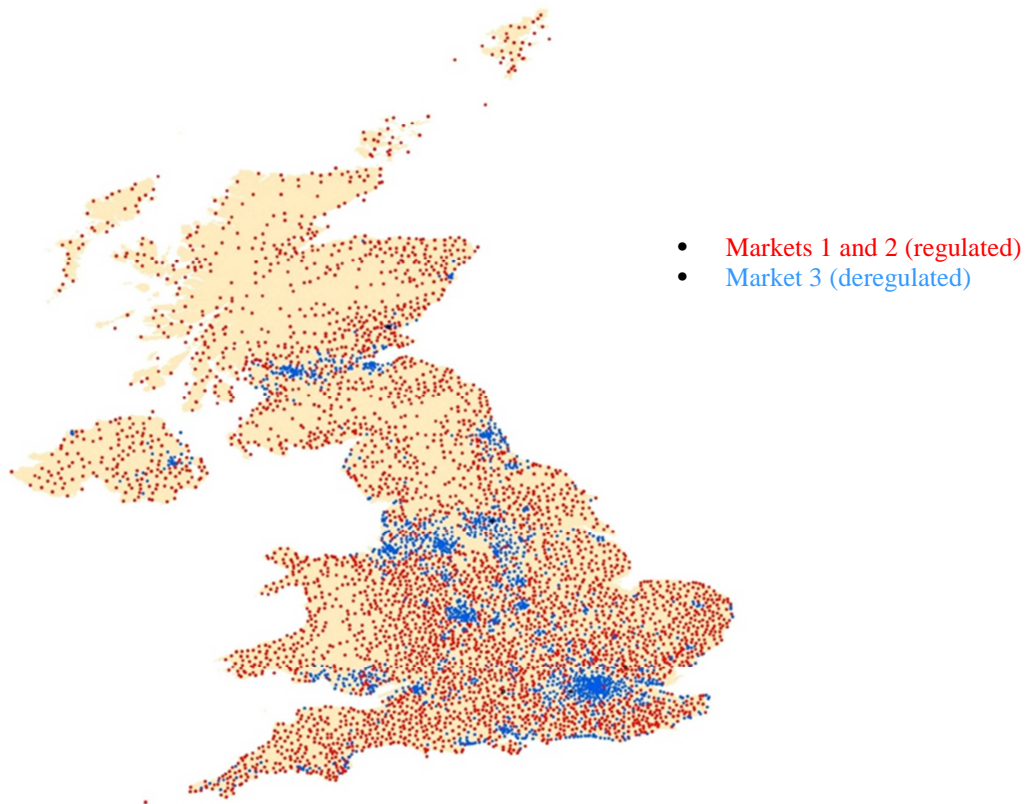 • Markets 1 and 2 (regulated)
• Market 3 (deregulated)